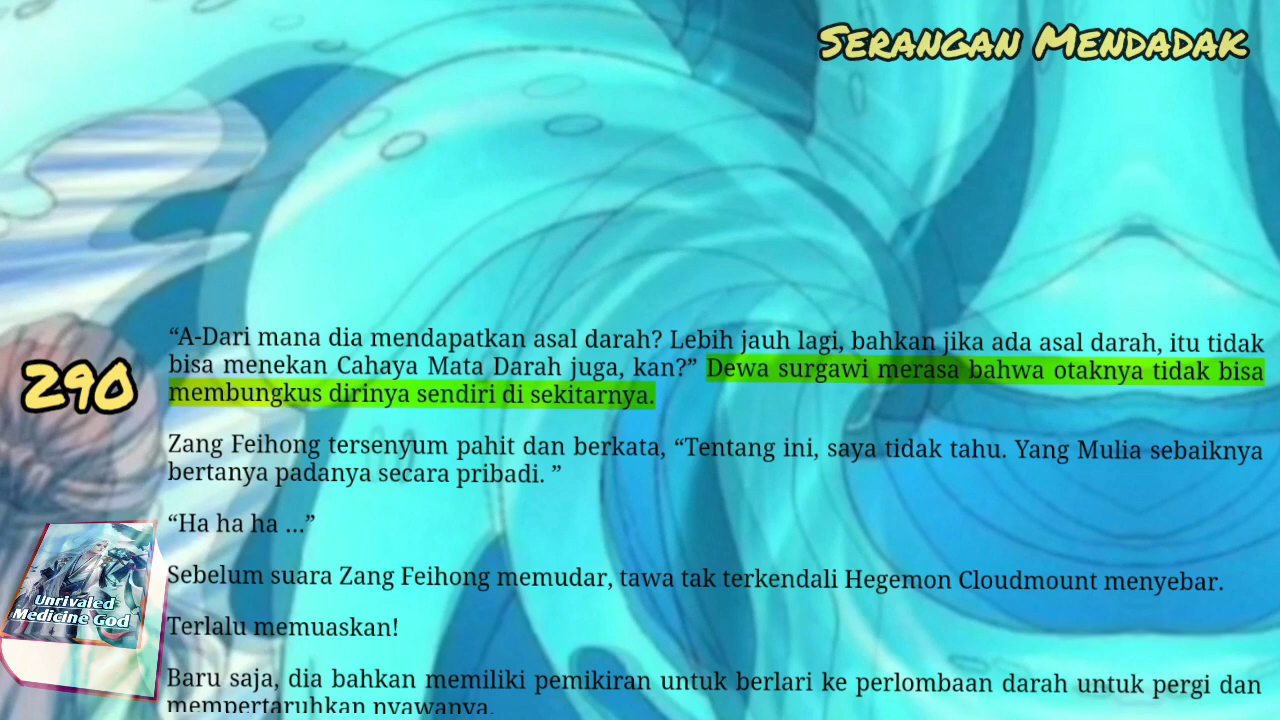 Serangan Mendadak
“A-Dari mana dia mendapatkan asal darah? Lebih jauh lagi, bahkan jika ada asal darah, itu tidak
bisa menekan Cahaya Mata Darah juga, kan?” Dewa surgawi merasa bahwa otaknya tidak bisa
membungkus dirinya sendiri di sekitarnya.
290
Zang Feihong tersenyum pahit dan berkata, “Tentang ini, saya tidak tahu. Yang Mulia sebaiknya
bertanya padanya secara pribadi. ”
“Ha ha ha …”
Sebelum suara Zang Feihong memudar, tawa tak terkendali Hegemon Cloudmount menyebar.
Unrivaled
Medicine God
Terlalu memuaskan!
Baru saja, dia bahkan memiliki pemikiran untuk berlari ke perlombaan darah untuk pergi dan
mempertaruhkan nyawanya.